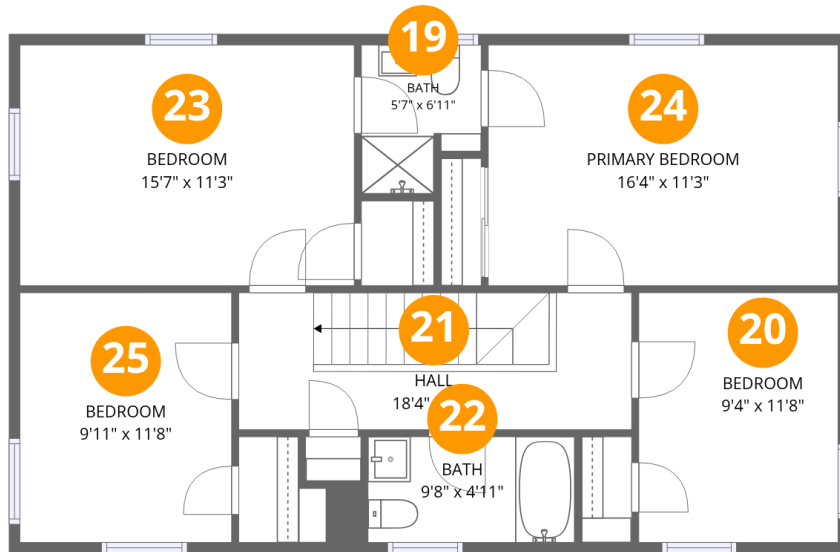 19
BATH
5'7" x 6'11"
23
BEDROOM
15'7" x 11'3"
24
PRIMARY BEDROOM
16'4" x 11'3"
21
HALL
18'4"
25
BEDROOM
9'11" x 11'8"
22
BATH
9'8" x 4'11"
20
BEDROOM
9'4" x 11'8"